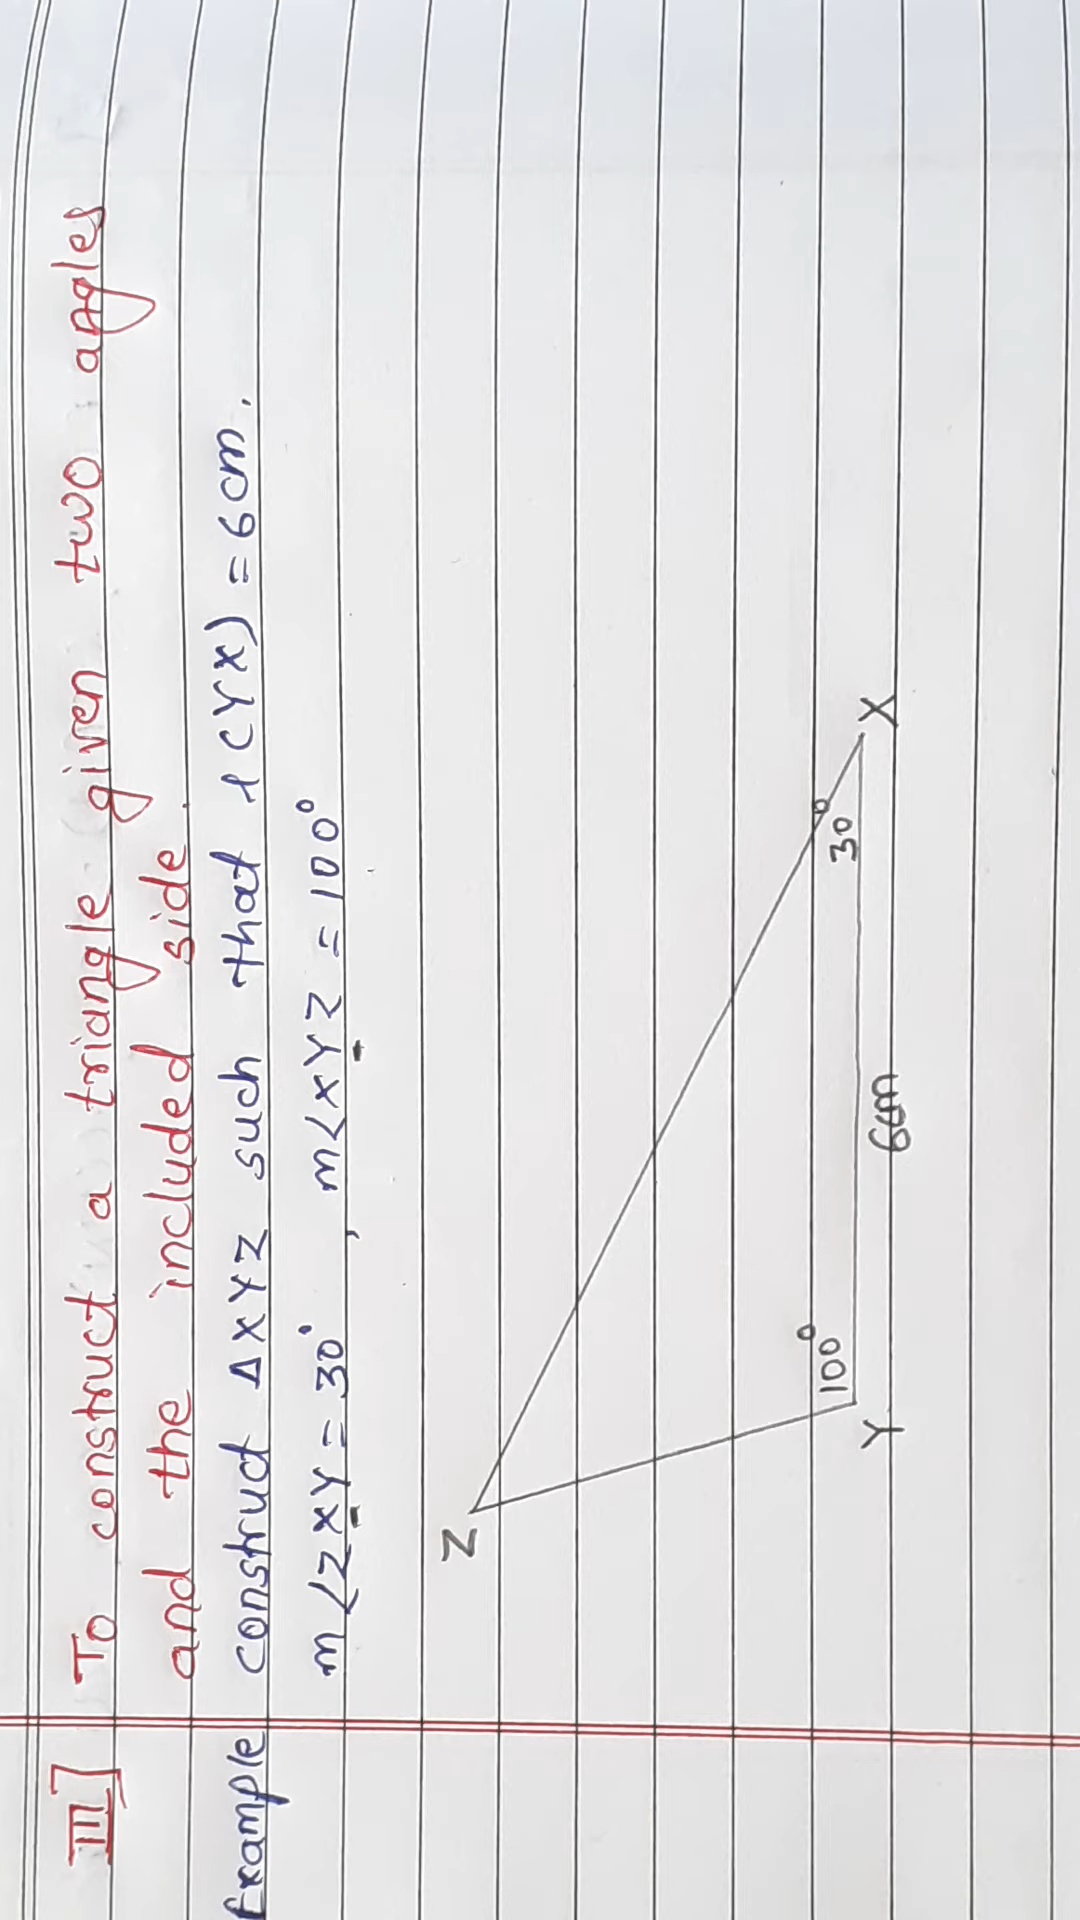 III] To construct a triangle given two angles
and the included side.
Example construct ΔXYZ such that l(YX) = 6cm.
m∠ZXY = 30°, m∠XYZ = 100°
Z
100°
30°
Y
6cm
X